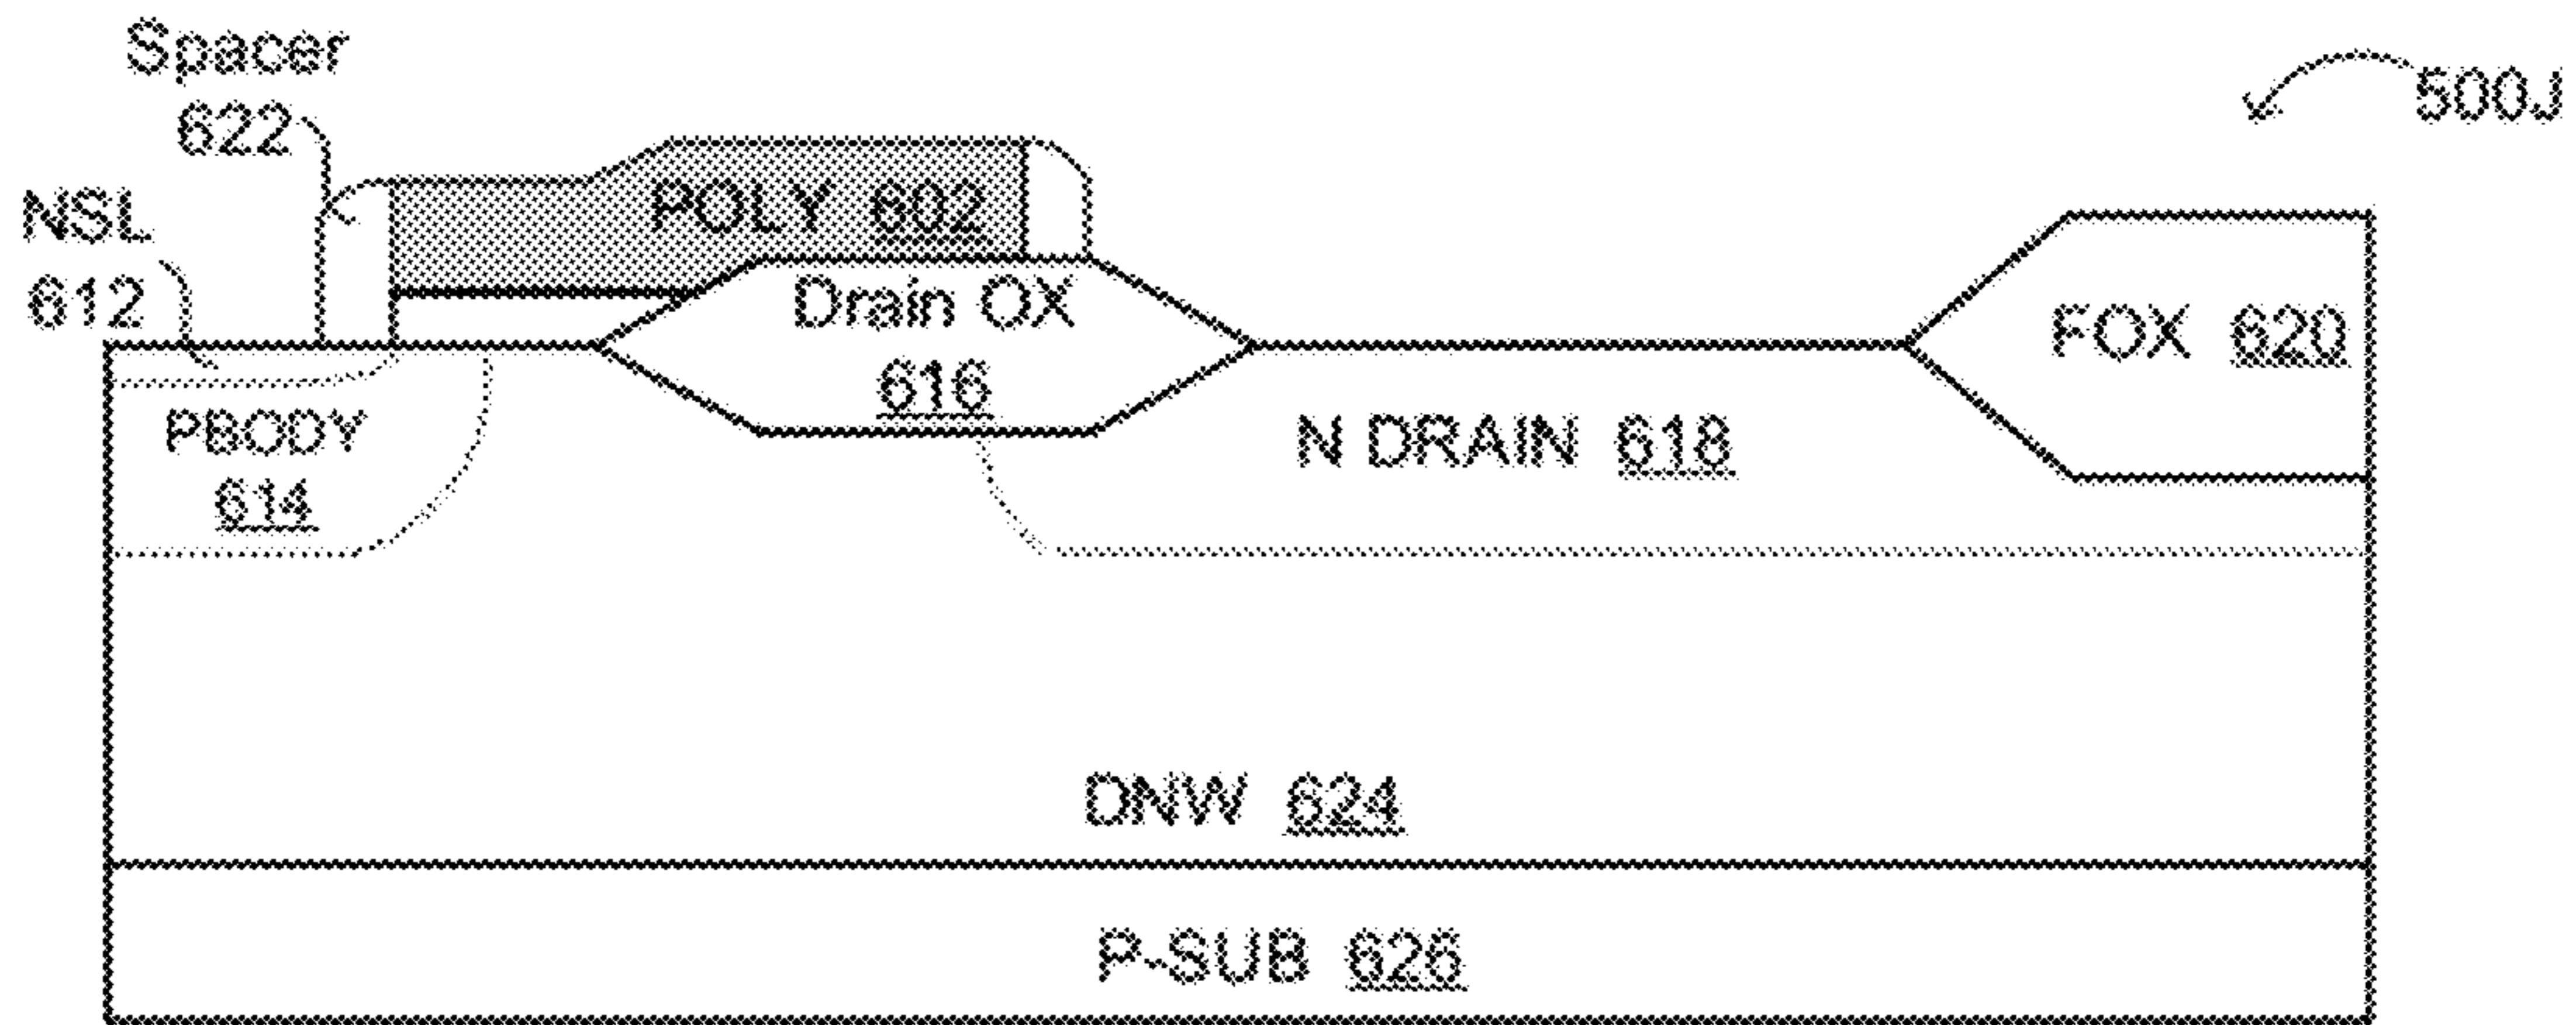 Spacer
622
500J
NSL
612
POLY 602
Drain OX
616
FOX 620
PBODY
614
N DRAIN 618
DNW 624
P-SUB 626